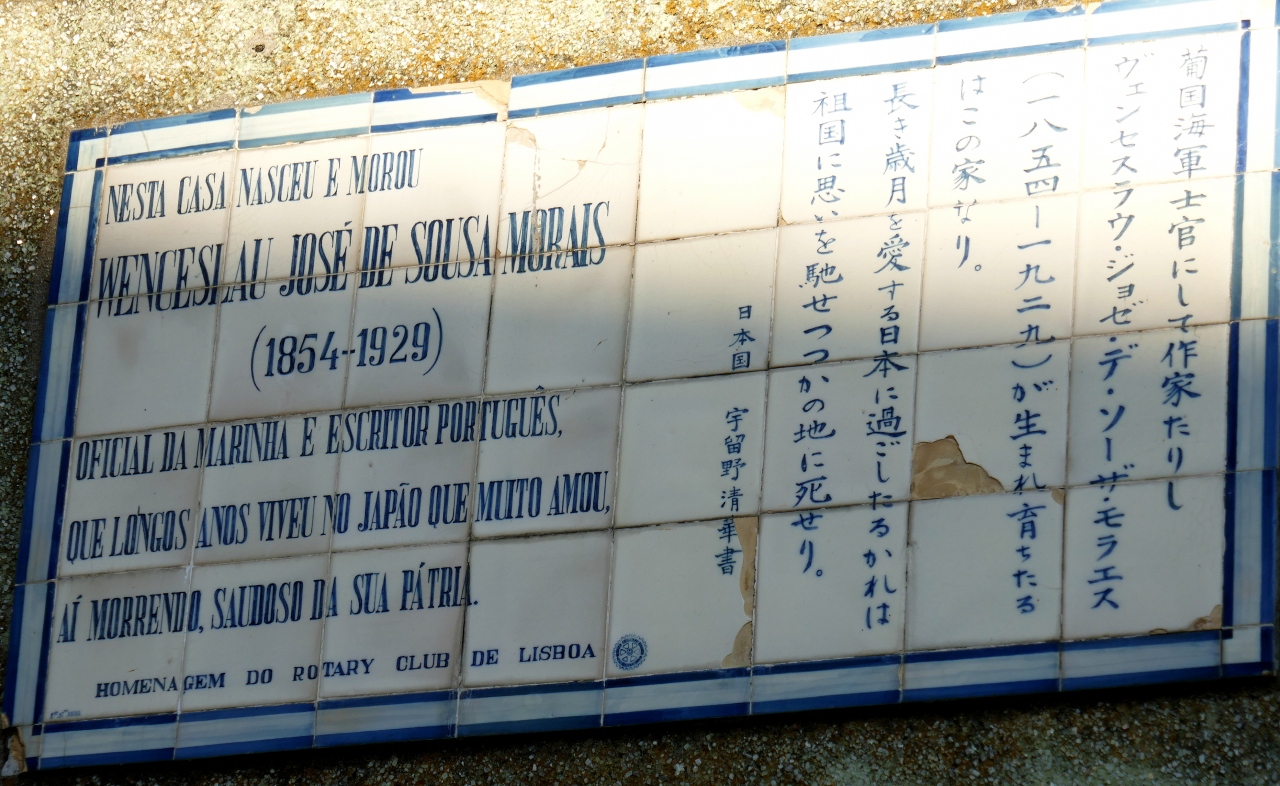 NESTA CASA NASCEU E MOROU
WENCESLAU JOSÉ DE SOUSA MORAIS
(1854-1929)
OFICIAL DA MARINHA E ESCRITOR PORTUGUÊS,
QUE LONGOS ANOS VIVEU NO JAPÃO QUE MUITO AMOU,
AÍ MORRENDO, SAUDOSO DA SUA PÁTRIA.
HOMENAGEM DO ROTARY CLUB DE LISBOA
葡国海軍士官にして作家たりし
ヴェンセスラウ・ジョゼ・デ・ソーザ・モラエス
(一八五四ー一九二九)が生まれ育ちたる
はこの家なり。
長き歳月を愛する日本に過ごしたるかれは
祖国に思いを馳せつつかの地に死せり。
日本国 宇留野清華書